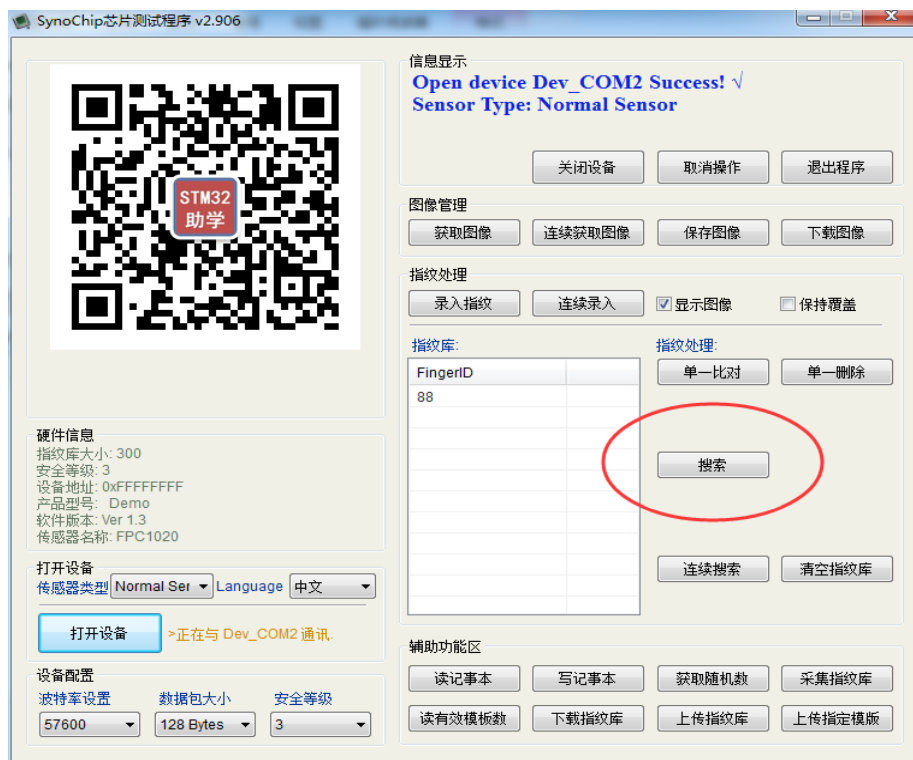 SynoChip芯片测试程序 v2.906
STM32
助学
信息显示
Open device Dev_COM2 Success! √
Sensor Type: Normal Sensor
关闭设备 取消操作 退出程序
图像管理
获取图像 连续获取图像 保存图像 下载图像
指纹处理
录入指纹 连续录入 显示图像 保持覆盖
指纹库: 指纹处理:
FingerID
88
单一比对 单一删除
搜索
连续搜索 清空指纹库
硬件信息
指纹库大小: 300
安全等级: 3
设备地址: 0xFFFFFFFF
产品型号: Demo
软件版本: Ver 1.3
传感器名称: FPC1020
打开设备
传感器类型 Normal Ser Language 中文
打开设备 >正在与 Dev_COM2 通讯.
设备配置
波特率设置 数据包大小 安全等级
57600 128 Bytes 3
辅助功能区
读记事本 写记事本 获取随机数 采集指纹库
读有效模板数 下载指纹库 上传指纹库 上传指定模版